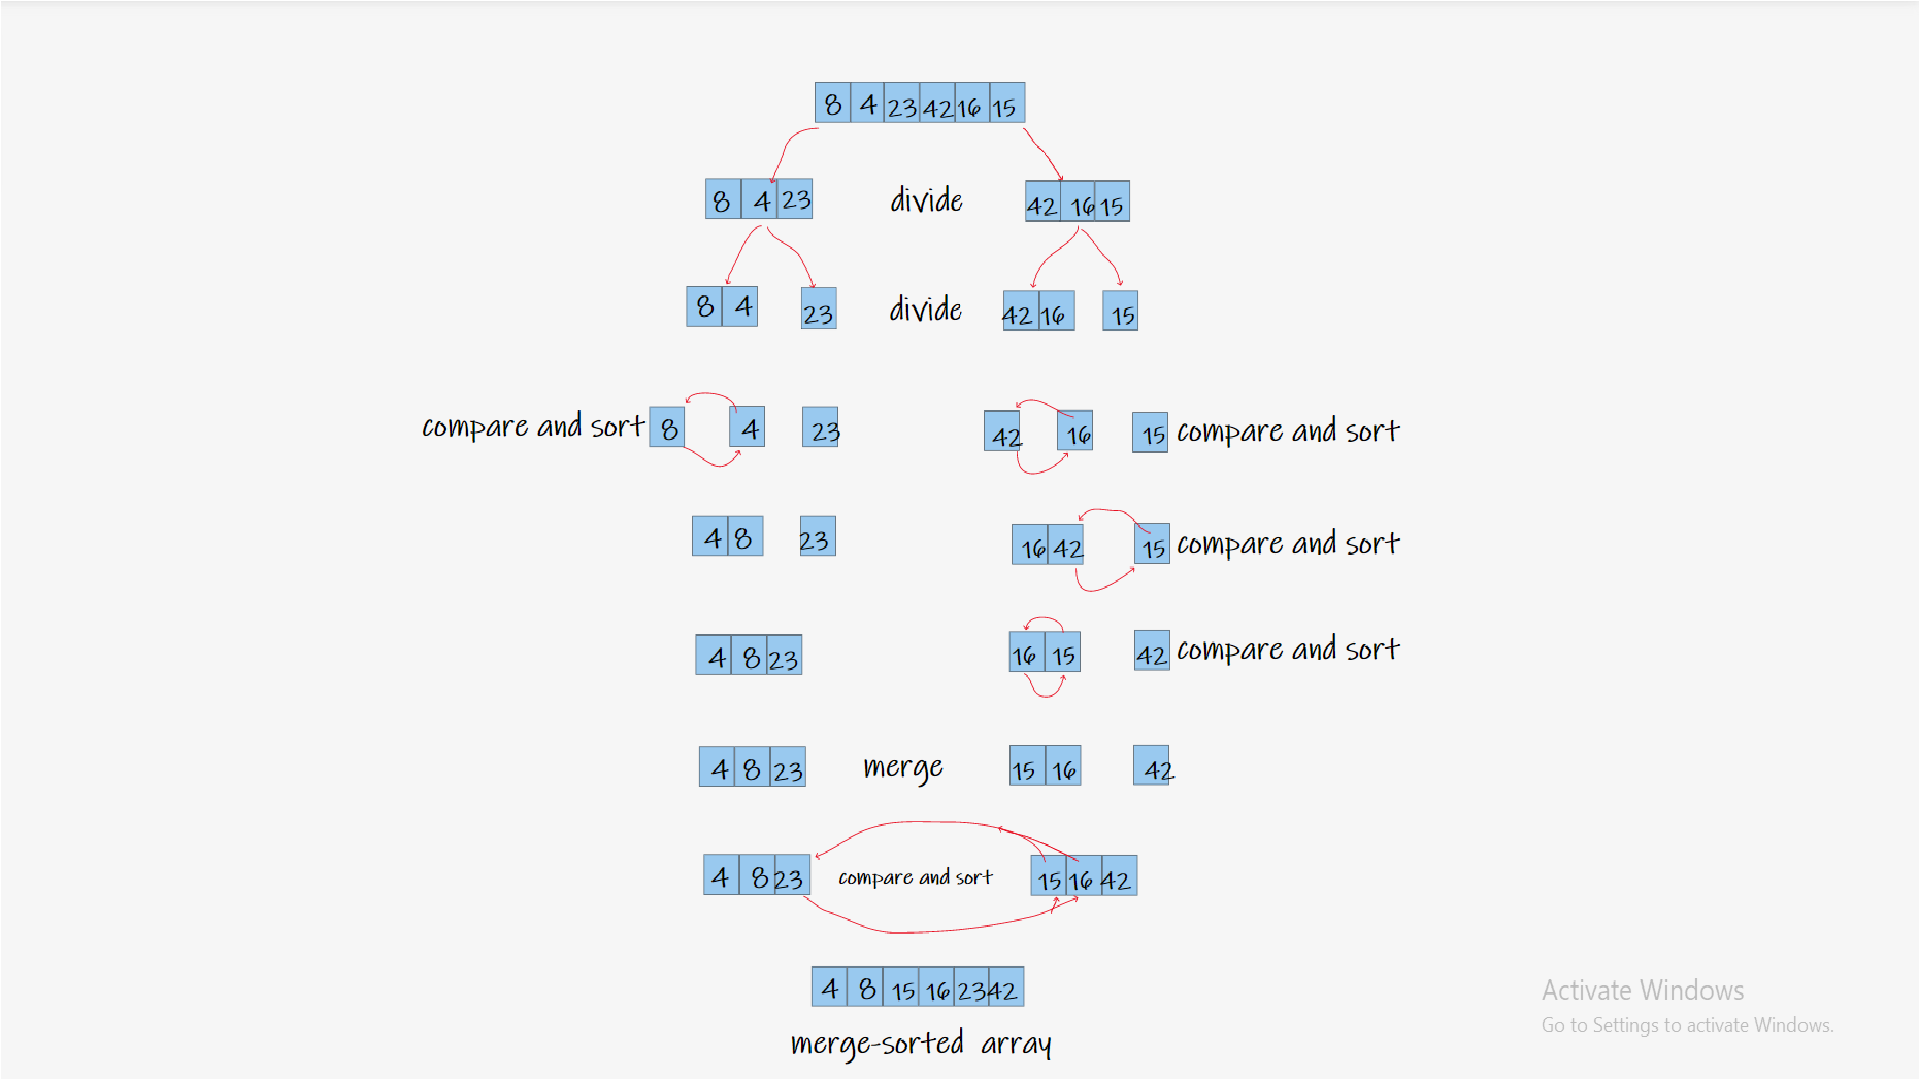 8 4 23 42 16 15
8 4 23 divide 42 16 15
8 4 23 divide 42 16 15
compare and sort 8 4 23 42 16 15 compare and sort
4 8 23 16 42 15 compare and sort
4 8 23 16 15 42 compare and sort
4 8 23 merge 15 16 42
4 8 23 compare and sort 15 16 42
4 8 15 16 23 42
merge-sorted array
Activate Windows
Go to Settings to activate Windows.